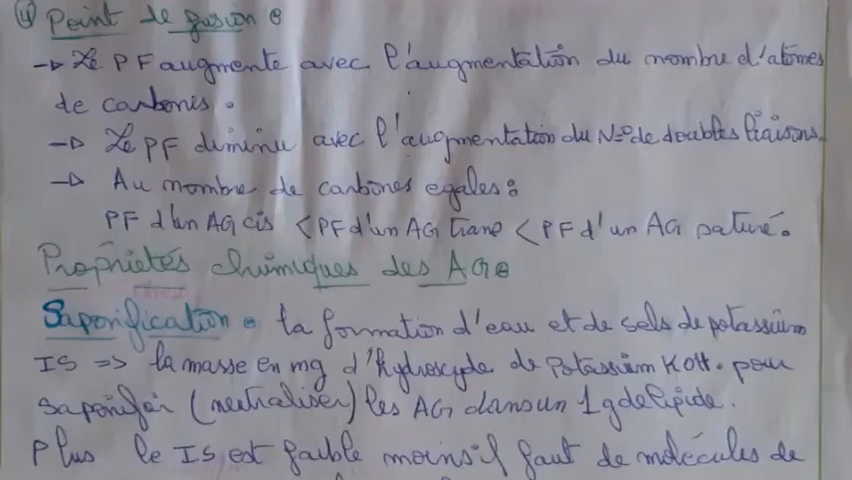 4) Point de fusion :
→ Le PF augmente avec l'augmentation du nombre d'atomes
de carbones.
→ Le PF diminu avec l'augmentation du N° de doubles liaisons.
→ Au nombre de carbones egales :
PF d'un AG cis < PF d'un AG trans < PF d'un AG saturé.
Propriétés chimiques des AG :
Saponification : la formation d'eau et de sels de potassium
IS => la masse en mg d'hydroxyde de Potassium KOH. pour
saponifier (neutraliser) les AG dans un 1g de lipide.
Plus le IS est faible moins il faut de molécules de